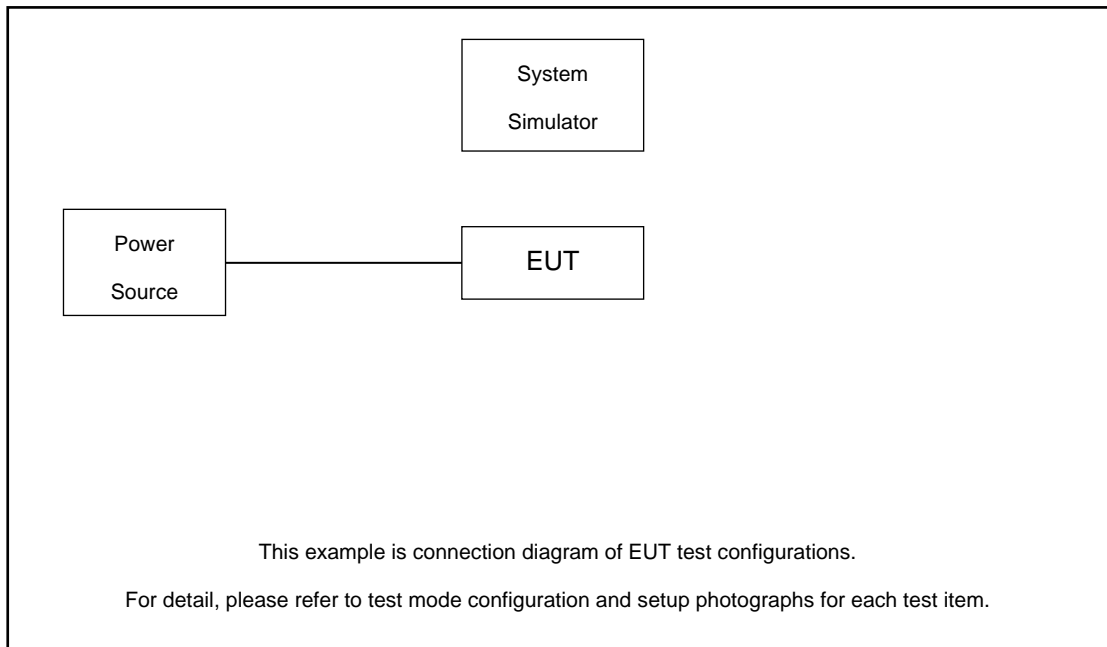 System
Simulator
Power
Source
EUT
This example is connection diagram of EUT test configurations.
For detail, please refer to test mode configuration and setup photographs for each test item.